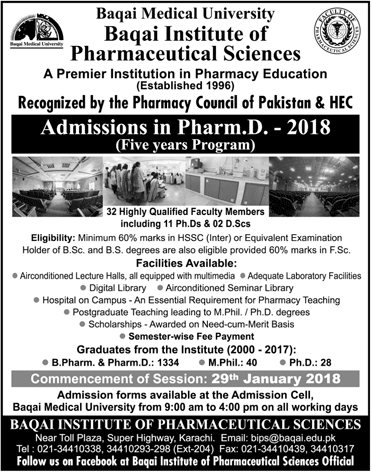 Baqai Medical University
Baqai Institute of
Pharmaceutical Sciences
Baqai Medical University
FACULTY OF PHARMACEUTICAL SCIENCES
A Premier Institution in Pharmacy Education
(Established 1996)
Recognized by the Pharmacy Council of Pakistan & HEC
Admissions in Pharm.D. - 2018
(Five years Program)
32 Highly Qualified Faculty Members
including 11 Ph.Ds & 02 D.Scs
Eligibility: Minimum 60% marks in HSSC (Inter) or Equivalent Examination
Holder of B.Sc. and B.S. degrees are also eligible provided 60% marks in F.Sc.
Facilities Available:
● Airconditioned Lecture Halls, all equipped with multimedia ● Adequate Laboratory Facilities
● Digital Library ● Airconditioned Seminar Library
● Hospital on Campus - An Essential Requirement for Pharmacy Teaching
● Postgraduate Teaching leading to M.Phil. / Ph.D. degrees
● Scholarships - Awarded on Need-cum-Merit Basis
● Semester-wise Fee Payment
Graduates from the Institute (2000 - 2017):
● B.Pharm. & Pharm.D.: 1334 ● M.Phil.: 40 ● Ph.D.: 28
Commencement of Session: 29th January 2018
Admission forms available at the Admission Cell,
Baqai Medical University from 9:00 am to 4:00 pm on all working days
BAQAI INSTITUTE OF PHARMACEUTICAL SCIENCES
Near Toll Plaza, Super Highway, Karachi. Email: bips@baqai.edu.pk
Tel : 021-34410338, 34410293-298 (Ext-204) Fax: 021-34410439, 34410317
Follow us on Facebook at Baqai Institute of Pharmaceutical Sciences Official